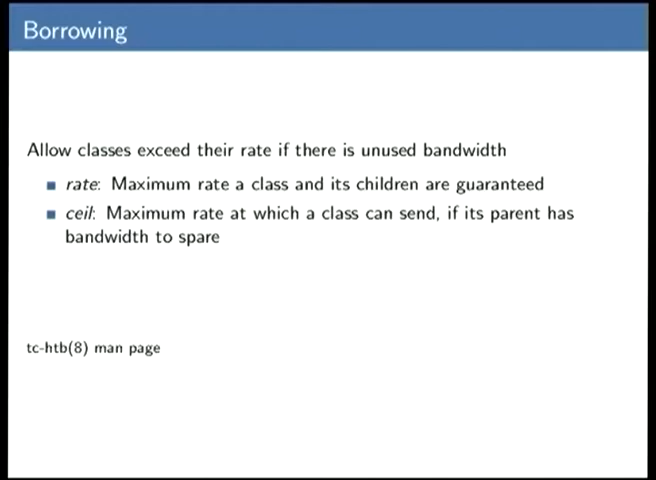 Borrowing
Allow classes exceed their rate if there is unused bandwidth
rate: Maximum rate a class and its children are guaranteed
ceil: Maximum rate at which a class can send, if its parent has
bandwidth to spare
tc-htb(8) man page